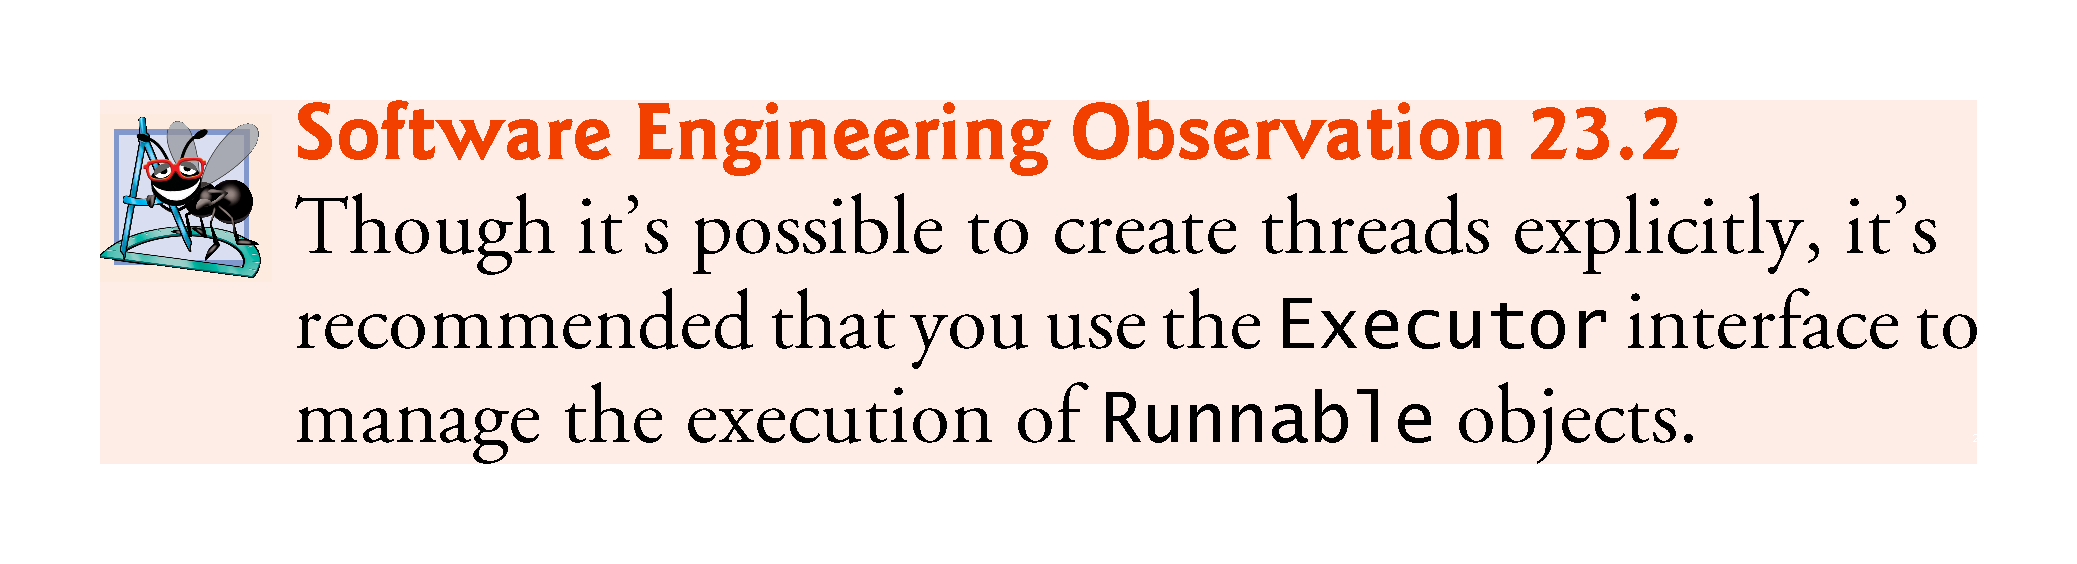 Software Engineering Observation 23.2
Though it’s possible to create threads explicitly, it’s
recommended that you use the Executor interface to
manage the execution of Runnable objects.